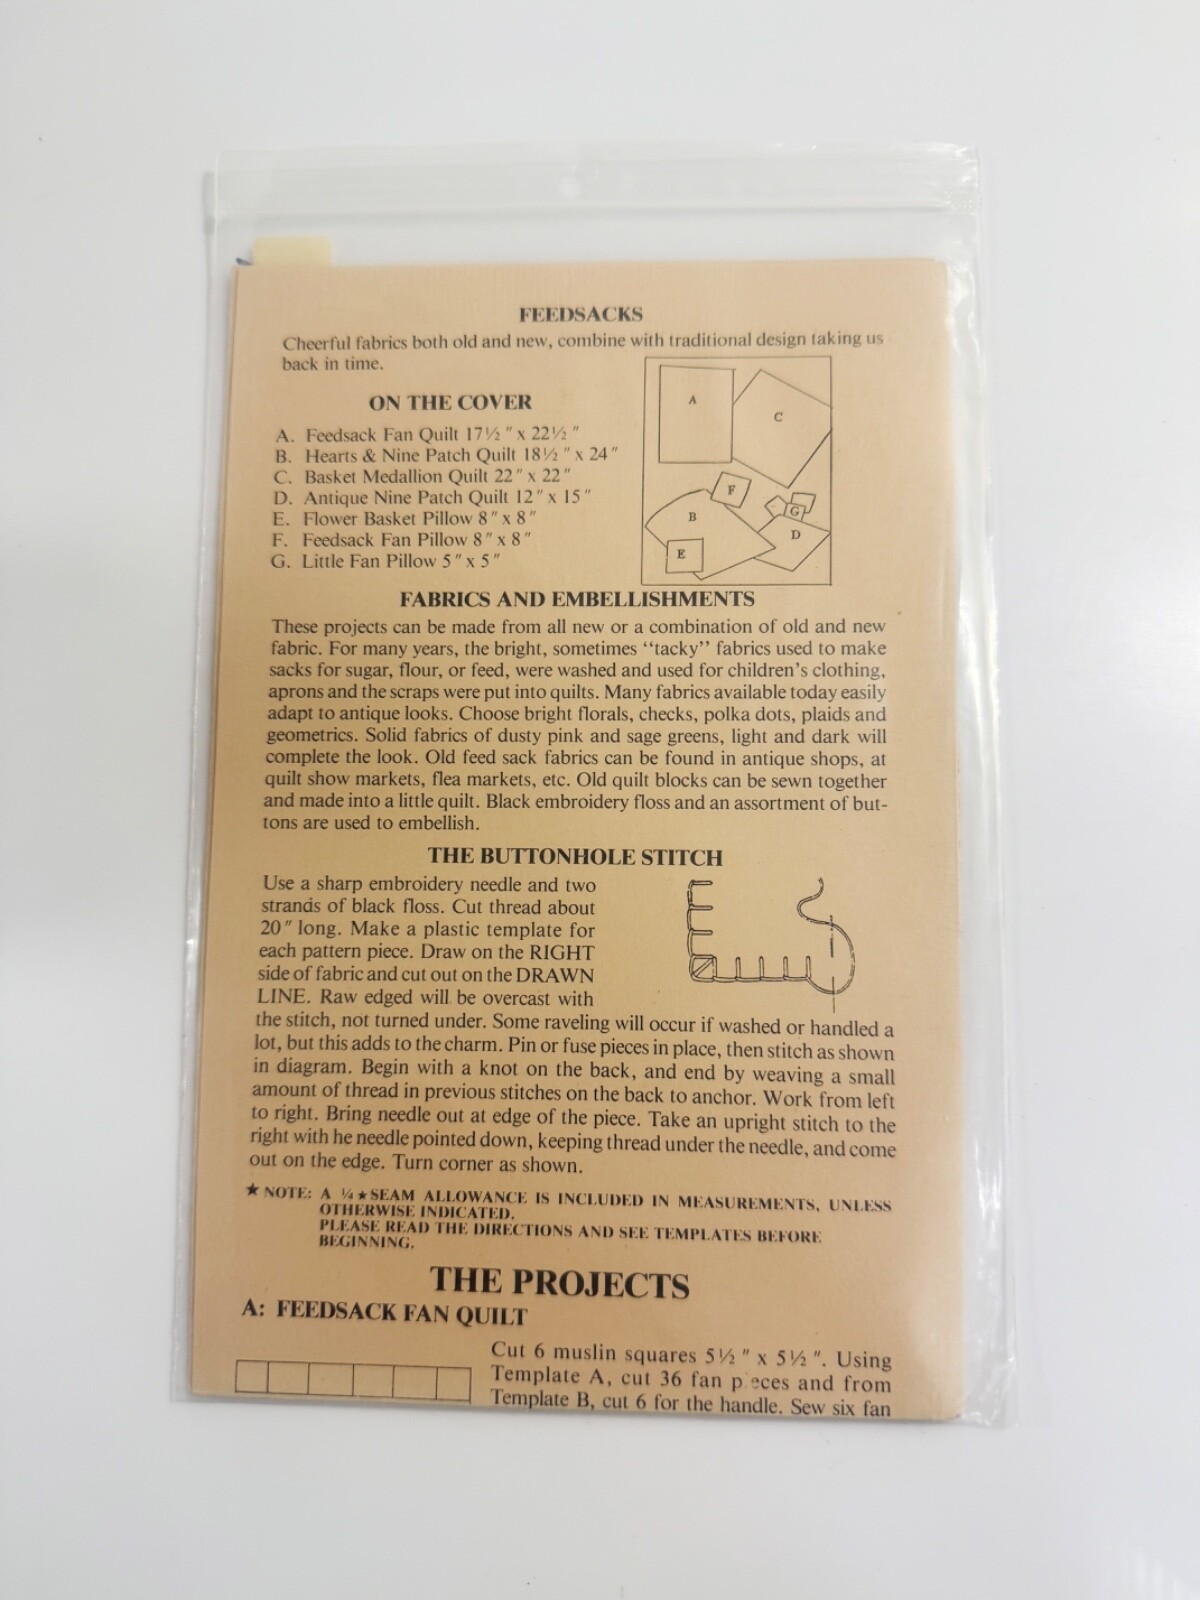 FEEDSACKS
Cheerful fabrics both old and new, combine with traditional design taking us
back in time.
ON THE COVER
A. Feedsack Fan Quilt 17½" x 22½"
B. Hearts & Nine Patch Quilt 18½" x 24"
C. Basket Medallion Quilt 22" x 22"
D. Antique Nine Patch Quilt 12" x 15"
E. Flower Basket Pillow 8" x 8"
F. Feedsack Fan Pillow 8" x 8"
G. Little Fan Pillow 5" x 5"
A
C
F
G
B
D
E
FABRICS AND EMBELLISHMENTS
These projects can be made from all new or a combination of old and new
fabric. For many years, the bright, sometimes "tacky" fabrics used to make
sacks for sugar, flour, or feed, were washed and used for children's clothing,
aprons and the scraps were put into quilts. Many fabrics available today easily
adapt to antique looks. Choose bright florals, checks, polka dots, plaids and
geometrics. Solid fabrics of dusty pink and sage greens, light and dark will
complete the look. Old feed sack fabrics can be found in antique shops, at
quilt show markets, flea markets, etc. Old quilt blocks can be sewn together
and made into a little quilt. Black embroidery floss and an assortment of but-
tons are used to embellish.
THE BUTTONHOLE STITCH
Use a sharp embroidery needle and two
strands of black floss. Cut thread about
20" long. Make a plastic template for
each pattern piece. Draw on the RIGHT
side of fabric and cut out on the DRAWN
LINE. Raw edged will be overcast with
the stitch, not turned under. Some raveling will occur if washed or handled a
lot, but this adds to the charm. Pin or fuse pieces in place, then stitch as shown
in diagram. Begin with a knot on the back, and end by weaving a small
amount of thread in previous stitches on the back to anchor. Work from left
to right. Bring needle out at edge of the piece. Take an upright stitch to the
right with he needle pointed down, keeping thread under the needle, and come
out on the edge. Turn corner as shown.
★ NOTE: A ¼ ★ SEAM ALLOWANCE IS INCLUDED IN MEASUREMENTS, UNLESS
OTHERWISE INDICATED.
PLEASE READ THE DIRECTIONS AND SEE TEMPLATES BEFORE
BEGINNING.
THE PROJECTS
A: FEEDSACK FAN QUILT
Cut 6 muslin squares 5½" x 5½". Using
Template A, cut 36 fan p eces and from
Template B, cut 6 for the handle. Sew six fan